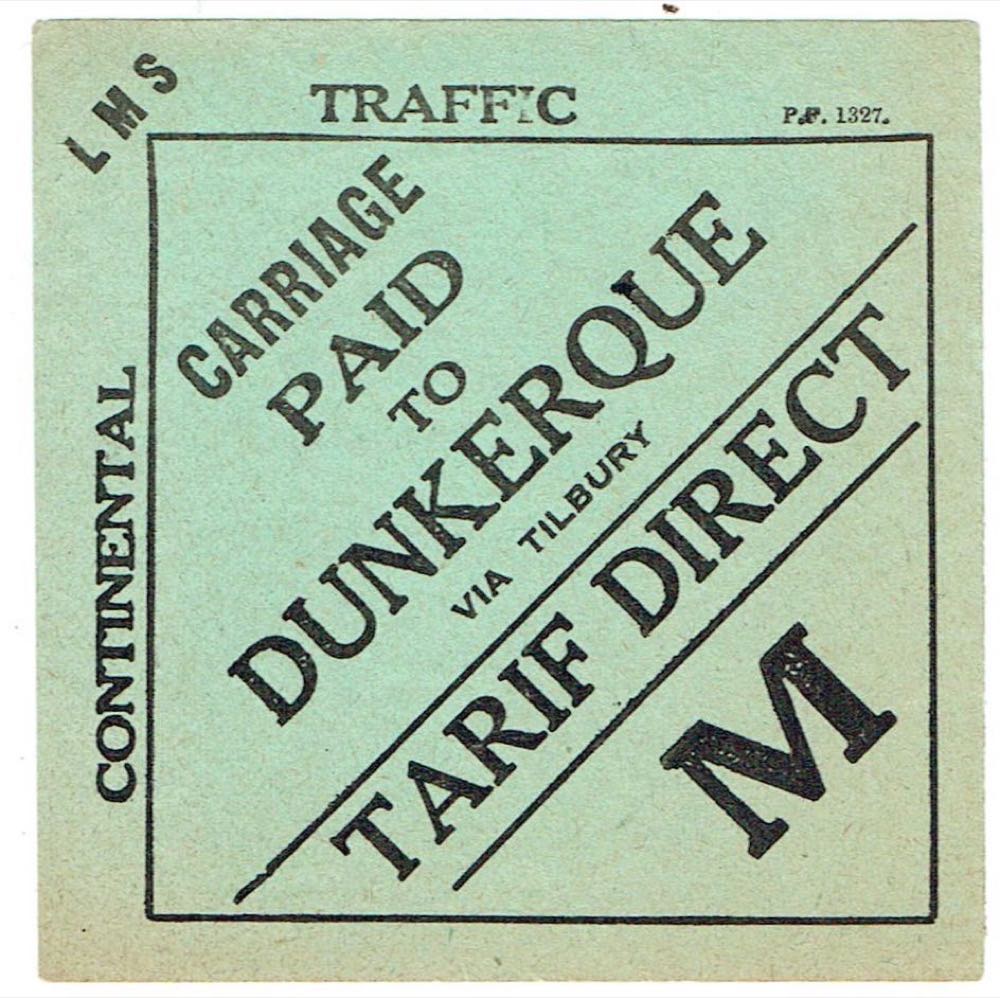 LMS
CONTINENTAL
TRAFFIC
P.F. 1327.
CARRIAGE
PAID
TO
DUNKERQUE
VIA TILBURY
TARIF DIRECT
M